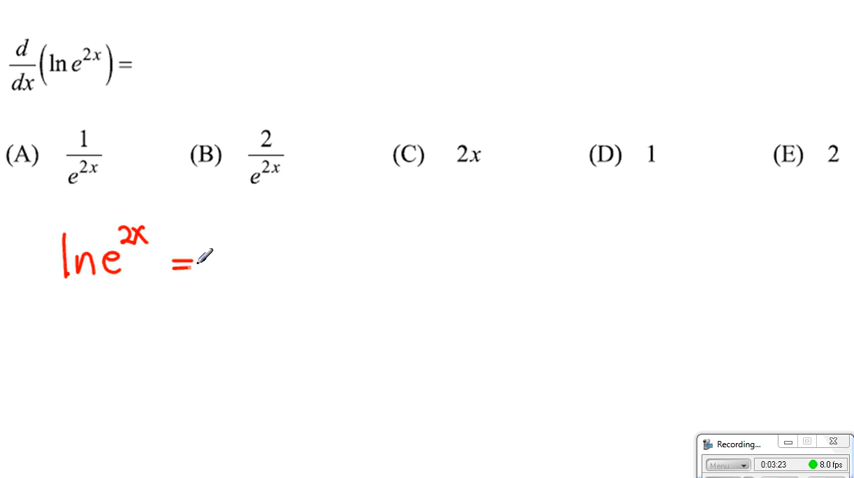 d/dx (ln e^{2x}) =
(A) 1/e^{2x} (B) 2/e^{2x} (C) 2x (D) 1 (E) 2
ln e^{2x} =
Recording...
Menu 0:03:23 8.0 fps